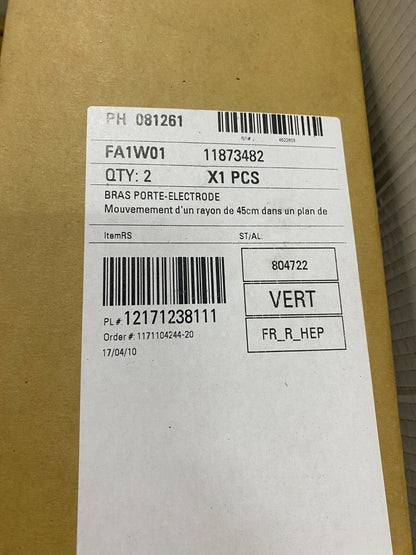 PH 081261
FA1W01 11873482
QTY: 2 X1 PCS
BRAS PORTE-ELECTRODE
Mouvemement d'un rayon de 45cm dans un plan de
ItemRS ST/AL:
804722
VERT
FR_R_HEP
PL#: 12171238111
Order #: 1171104244-20
17/04/10